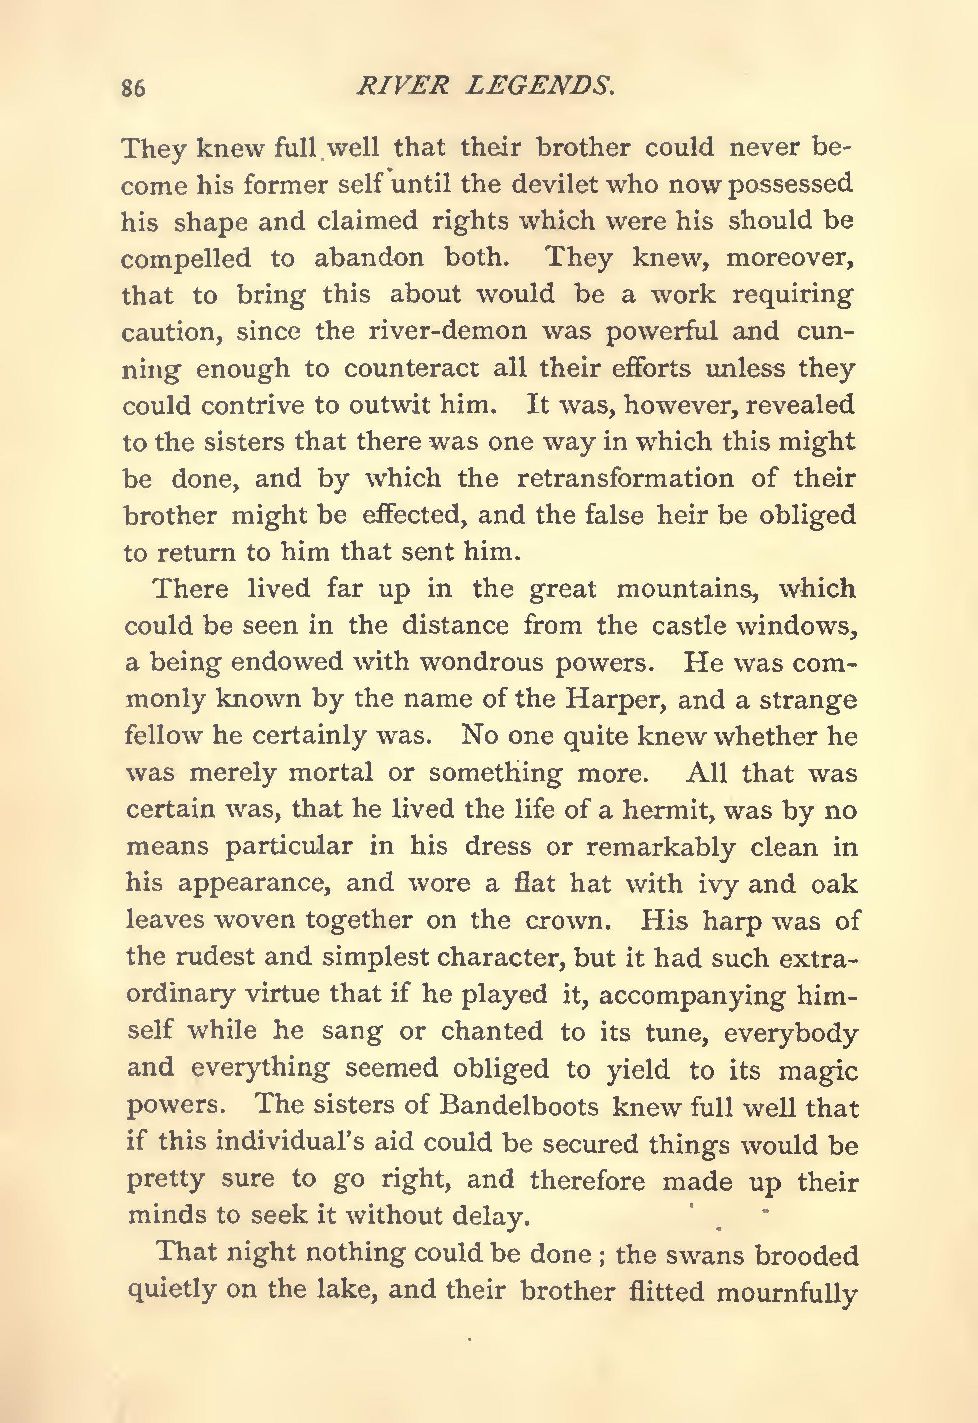 86 RIVER LEGENDS.
They knew full well that their brother could never be-
come his former self until the devilet who now possessed
his shape and claimed rights which were his should be
compelled to abandon both. They knew, moreover,
that to bring this about would be a work requiring
caution, since the river-demon was powerful and cun-
ning enough to counteract all their efforts unless they
could contrive to outwit him. It was, however, revealed
to the sisters that there was one way in which this might
be done, and by which the retransformation of their
brother might be effected, and the false heir be obliged
to return to him that sent him.
There lived far up in the great mountains, which
could be seen in the distance from the castle windows,
a being endowed with wondrous powers. He was com-
monly known by the name of the Harper, and a strange
fellow he certainly was. No one quite knew whether he
was merely mortal or something more. All that was
certain was, that he lived the life of a hermit, was by no
means particular in his dress or remarkably clean in
his appearance, and wore a flat hat with ivy and oak
leaves woven together on the crown. His harp was of
the rudest and simplest character, but it had such extra-
ordinary virtue that if he played it, accompanying him-
self while he sang or chanted to its tune, everybody
and everything seemed obliged to yield to its magic
powers. The sisters of Bandelboots knew full well that
if this individual's aid could be secured things would be
pretty sure to go right, and therefore made up their
minds to seek it without delay.
That night nothing could be done; the swans brooded
quietly on the lake, and their brother flitted mournfully